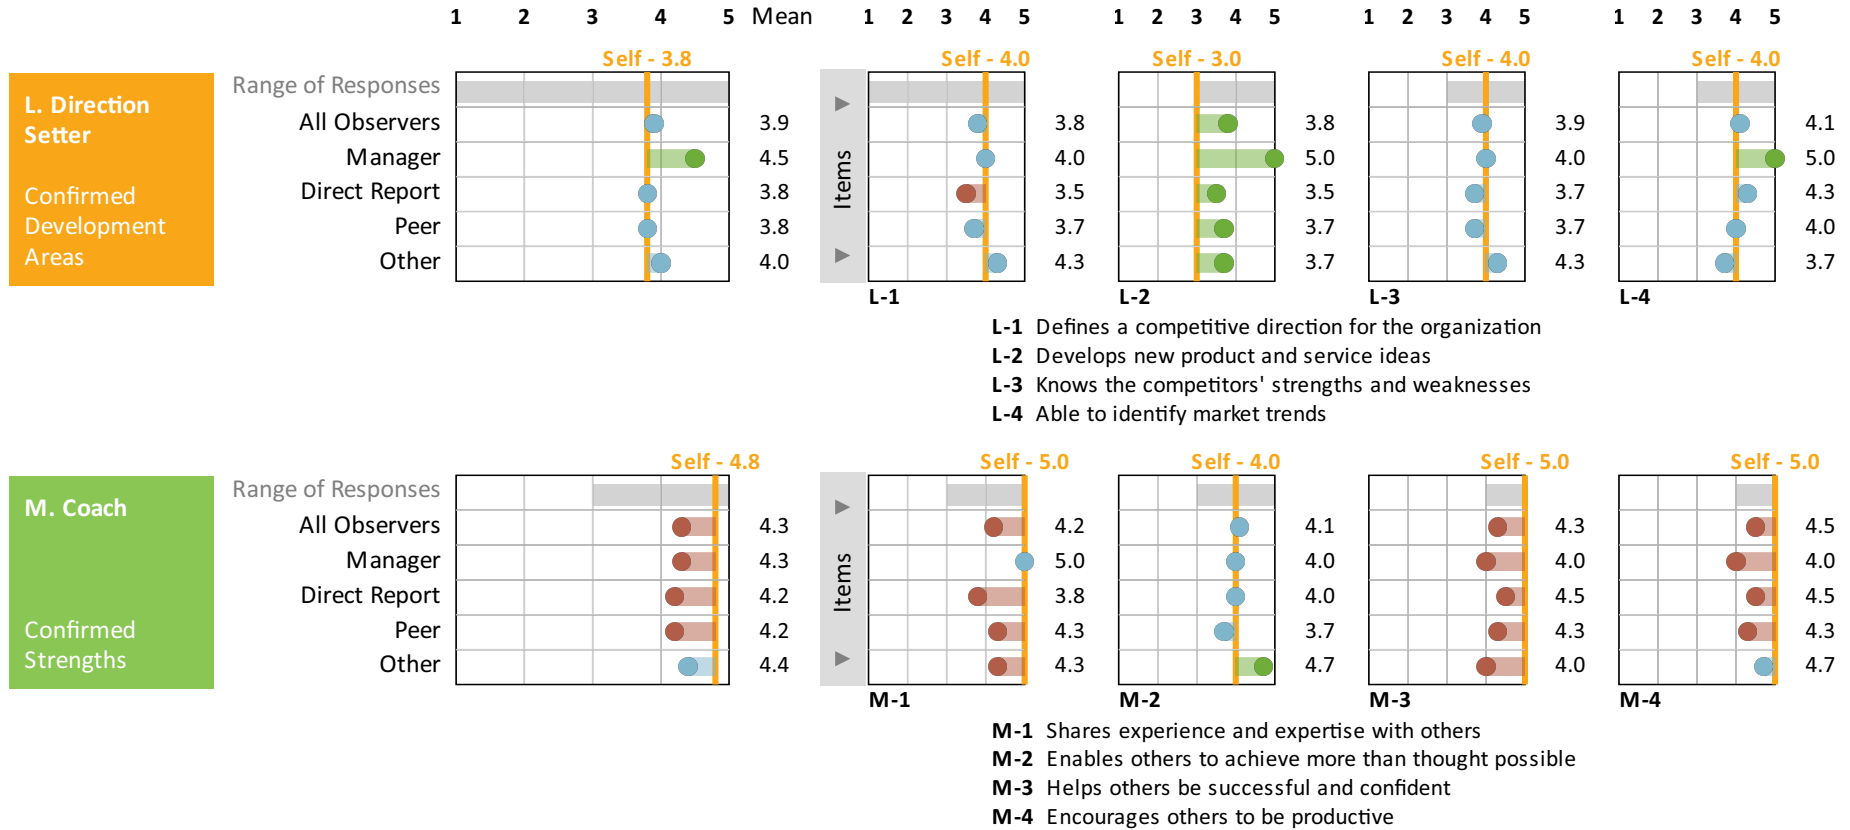 1 2 3 4 5 Mean 1 2 3 4 5 1 2 3 4 5 1 2 3 4 5 1 2 3 4 5
Self - 3.8 Self - 4.0 Self - 3.0 Self - 4.0 Self - 4.0
L. Direction
Setter
Confirmed
Development
Areas
Range of Responses
All Observers 3.9 3.8 3.8 3.9 4.1
Manager 4.5 4.0 5.0 4.0 5.0
Direct Report 3.8 3.5 3.5 3.7 4.3
Peer 3.8 3.7 3.7 3.7 4.0
Other 4.0 4.3 3.7 4.3 3.7
Items
L-1 L-2 L-3 L-4
L-1 Defines a competitive direction for the organization
L-2 Develops new product and service ideas
L-3 Knows the competitors' strengths and weaknesses
L-4 Able to identify market trends
Self - 4.8 Self - 5.0 Self - 4.0 Self - 5.0 Self - 5.0
M. Coach
Confirmed
Strengths
Range of Responses
All Observers 4.3 4.2 4.1 4.3 4.5
Manager 4.3 5.0 4.0 4.0 4.0
Direct Report 4.2 3.8 4.0 4.5 4.5
Peer 4.2 4.3 3.7 4.3 4.3
Other 4.4 4.3 4.7 4.0 4.7
Items
M-1 M-2 M-3 M-4
M-1 Shares experience and expertise with others
M-2 Enables others to achieve more than thought possible
M-3 Helps others be successful and confident
M-4 Encourages others to be productive